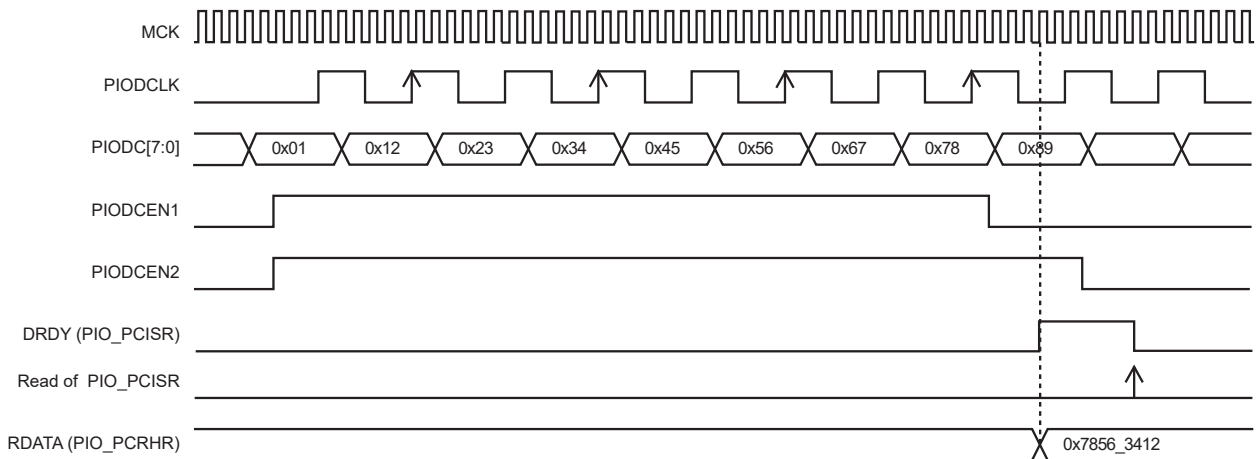 MCK
PIODCLK
PIODC[7:0] 0x01 0x12 0x23 0x34 0x45 0x56 0x67 0x78 0x89
PIODCEN1
PIODCEN2
DRDY (PIO_PCISR)
Read of PIO_PCISR
RDATA (PIO_PCRHR) 0x7856_3412